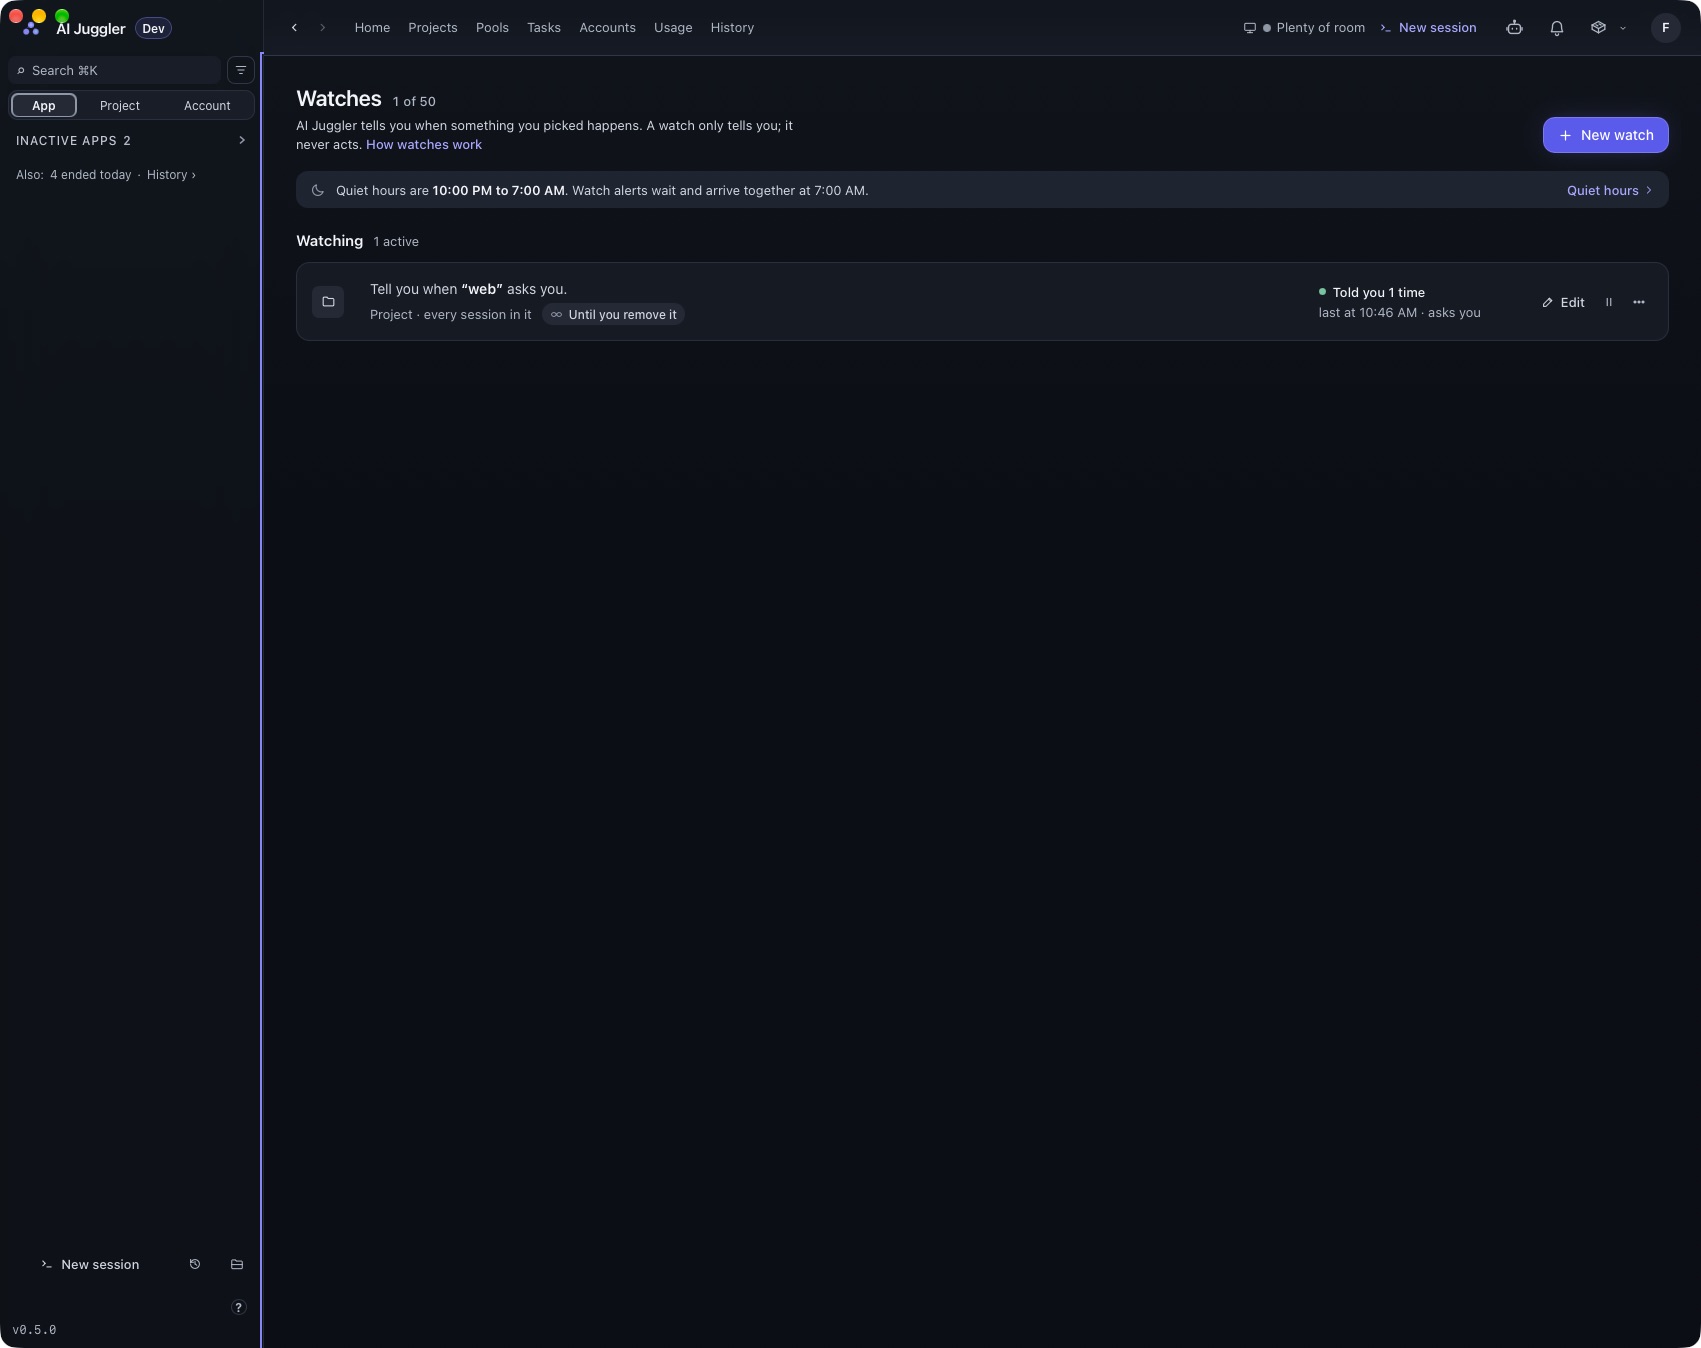 AI Juggler Dev
Home Projects Pools Tasks Accounts Usage History
Plenty of room
New session
F
Search ⌘K
App Project Account
INACTIVE APPS 2
Also: 4 ended today · History ›
Watches 1 of 50
AI Juggler tells you when something you picked happens. A watch only tells you; it
never acts. How watches work
New watch
Quiet hours are 10:00 PM to 7:00 AM. Watch alerts wait and arrive together at 7:00 AM.
Quiet hours
Watching 1 active
Tell you when “web” asks you.
Project · every session in it Until you remove it
Told you 1 time
last at 10:46 AM · asks you
Edit
New session
?
v0.5.0